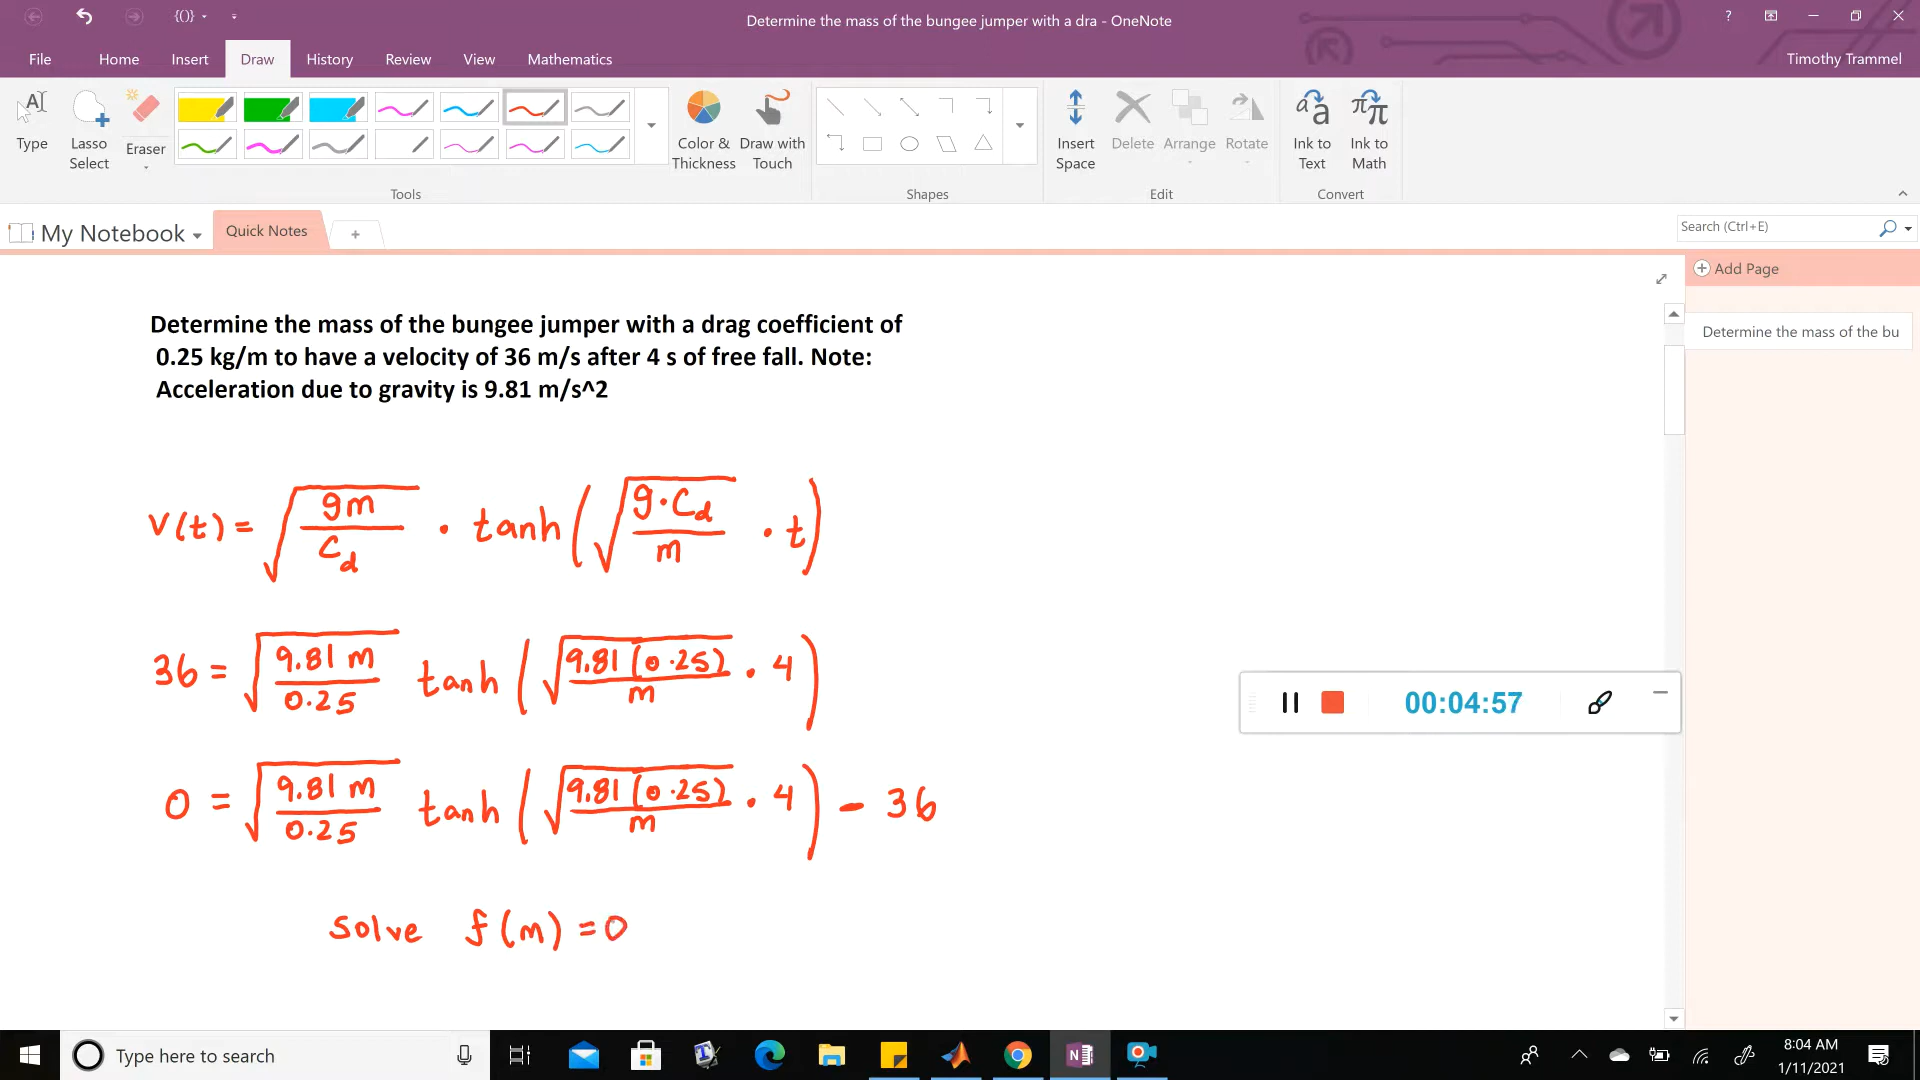 Determine the mass of the bungee jumper with a dra - OneNote
?
File Home Insert Draw History Review View Mathematics
Timothy Trammel
Type
Lasso Select
Eraser
Color & Thickness
Draw with Touch
Insert Space
Delete
Arrange
Rotate
Ink to Text
Ink to Math
Tools
Shapes
Edit
Convert
My Notebook
Quick Notes
+
Search (Ctrl+E)
Add Page
Determine the mass of the bu
Determine the mass of the bungee jumper with a drag coefficient of
0.25 kg/m to have a velocity of 36 m/s after 4 s of free fall. Note:
Acceleration due to gravity is 9.81 m/s^2
v(t) = √(gm/Cd) · tanh(√(g·Cd/m) · t)
36 = √(9.81 m/0.25) tanh(√(9.81(0.25)/m) · 4)
0 = √(9.81 m/0.25) tanh(√(9.81(0.25)/m) · 4) - 36
solve f(m) = 0
00:04:57
Type here to search
8:04 AM
1/11/2021